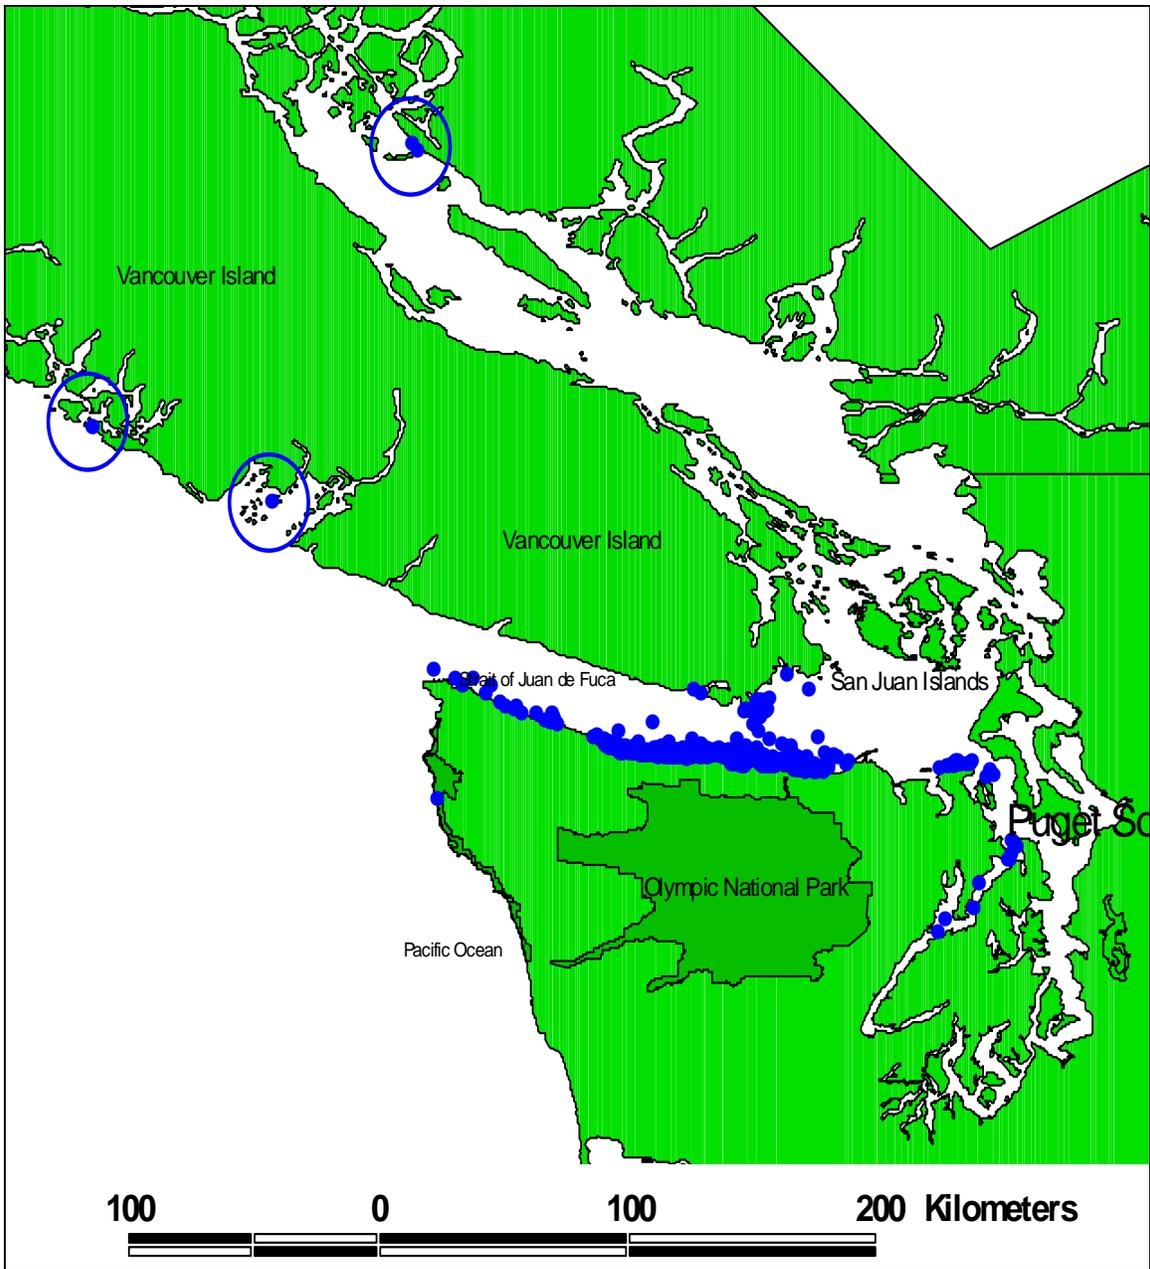 Vancouver Island
Vancouver Island
Strait of Juan de Fuca
San Juan Islands
Puget So
Olympic National Park
Pacific Ocean
100 0 100 200 Kilometers